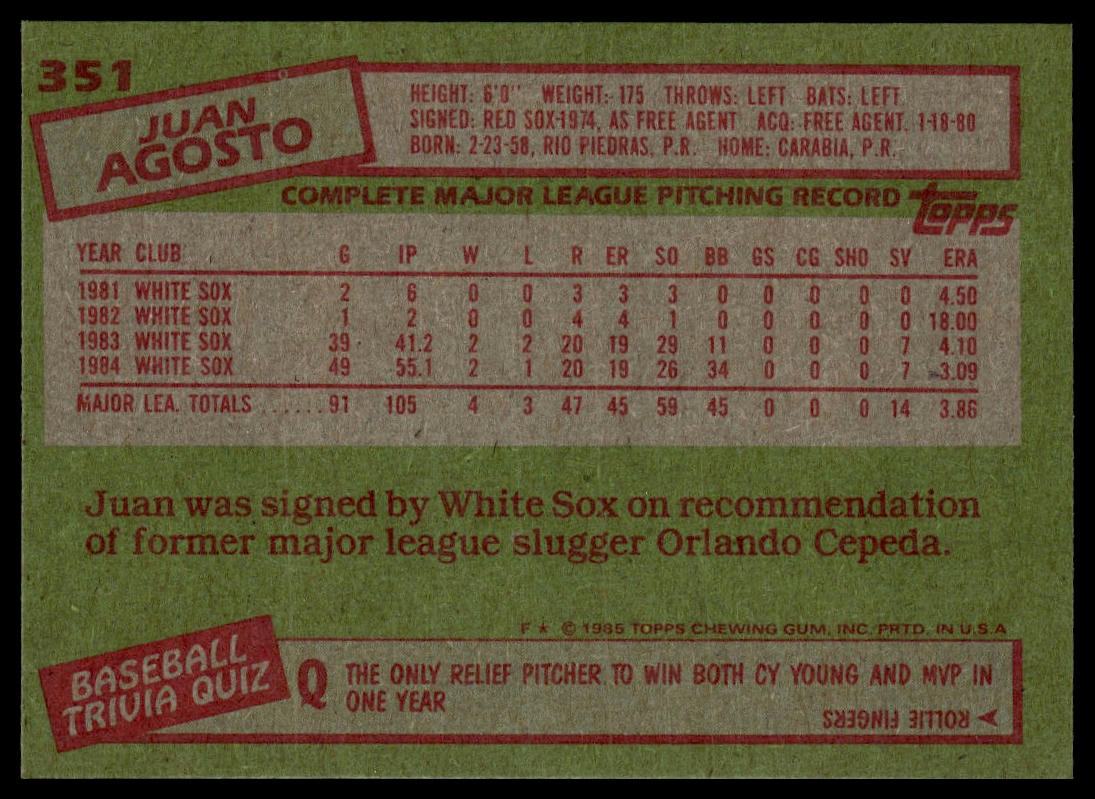 351
JUAN
AGOSTO
HEIGHT: 6'0" WEIGHT: 175 THROWS: LEFT BATS: LEFT
SIGNED: RED SOX-1974, AS FREE AGENT ACQ: FREE AGENT, 1-18-80
BORN: 2-23-58, RIO PIEDRAS, P.R. HOME: CARABIA, P.R.
COMPLETE MAJOR LEAGUE PITCHING RECORD topps
YEAR CLUB G IP W L R ER SO BB GS CG SHO SV ERA
1981 WHITE SOX 2 6 0 0 3 3 3 0 0 0 0 0 4.50
1982 WHITE SOX 1 2 0 0 4 4 1 0 0 0 0 0 18.00
1983 WHITE SOX 39 41.2 2 2 20 19 29 11 0 0 0 7 4.10
1984 WHITE SOX 49 55.1 2 1 20 19 26 34 0 0 0 7 3.09
MAJOR LEA. TOTALS ......91 105 4 3 47 45 59 45 0 0 0 14 3.86
Juan was signed by White Sox on recommendation
of former major league slugger Orlando Cepeda.
F ★ © 1985 TOPPS CHEWING GUM, INC. PRTD. IN U.S.A
BASEBALL
TRIVIA QUIZ
Q THE ONLY RELIEF PITCHER TO WIN BOTH CY YOUNG AND MVP IN
ONE YEAR
ROLLIE FINGERS